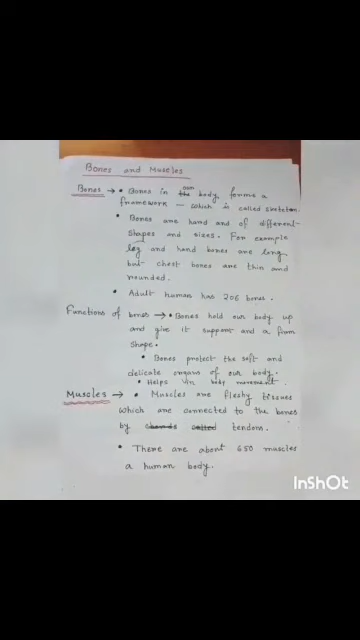 Bones and Muscles
Bones → • Bones in our body, forms a
framework – which is called skeleton.
• Bones are hard and of different
shapes and sizes. For example
leg and hand bones are long
but chest bones are thin and
rounded.
• Adult human has 206 bones.
Functions of bones → • Bones hold our body up
and give it support and a firm
shape.
• Bones protect the soft and
delicate organs of our body.
• Helps in body movement
Muscles → • Muscles are fleshy tissues
which are connected to the bones
by chords called tendom.
• There are about 650 muscles
a human body.
InShOt